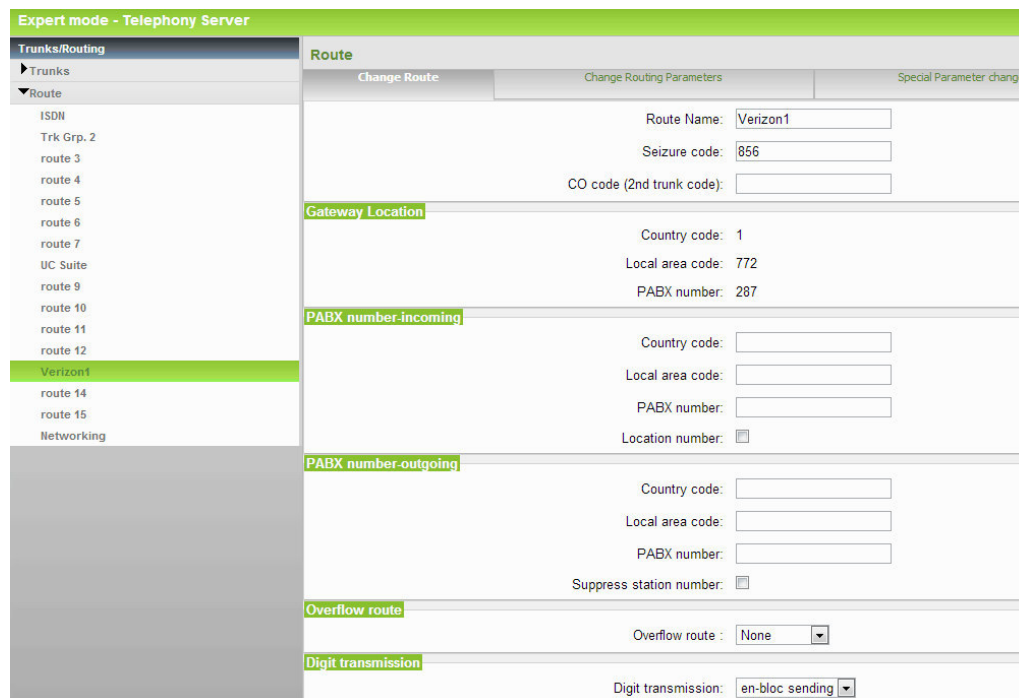 Expert mode - Telephony Server
Trunks/Routing
Trunks
Route
ISDN
Trk Grp. 2
route 3
route 4
route 5
route 6
route 7
UC Suite
route 9
route 10
route 11
route 12
Verizon1
route 14
route 15
Networking
Route
Change Route
Change Routing Parameters
Special Parameter chang
Route Name: Verizon1
Seizure code: 856
CO code (2nd trunk code):
Gateway Location
Country code: 1
Local area code: 772
PABX number: 287
PABX number-incoming
Country code:
Local area code:
PABX number:
Location number:
PABX number-outgoing
Country code:
Local area code:
PABX number:
Suppress station number:
Overflow route
Overflow route : None
Digit transmission
Digit transmission: en-bloc sending